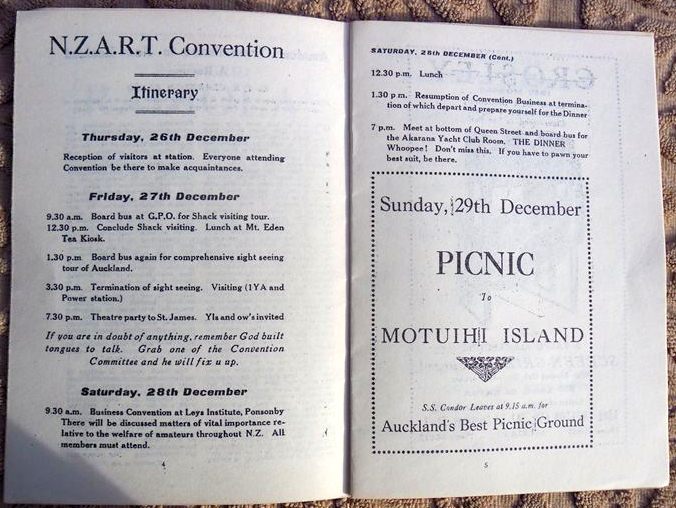 N.Z.A.R.T. Convention
Itinerary
Thursday, 26th December
Reception of visitors at station. Everyone attending
Convention be there to make acquaintances.
Friday, 27th December
9.30 a.m. Board bus at G.P.O. for Shack visiting tour.
12.30 p.m. Conclude Shack visiting. Lunch at Mt. Eden
Tea Kiosk.
1.30 p.m. Board bus again for comprehensive sight seeing
tour of Auckland.
3.30 p.m. Termination of sight seeing. Visiting (1YA and
Power station.)
7.30 p.m. Theatre party to St. James. Yls and ow's invited
If you are in doubt of anything, remember God built
tongues to talk. Grab one of the Convention
Committee and he will fix u up.
Saturday, 28th December
9.30 a.m. Business Convention at Leys Institute, Ponsonby
There will be discussed matters of vital importance re-
lative to the welfare of amateurs throughout N.Z. All
members must attend.
4
SATURDAY, 28th DECEMBER (Cont.)
12.30 p.m. Lunch
1.30 p.m. Resumption of Convention Business at termina-
tion of which depart and prepare yourself for the Dinner
7 p.m. Meet at bottom of Queen Street and board bus for
the Akarana Yacht Club Room. THE DINNER
Whoopee! Don't miss this. If you have to pawn your
best suit, be there.
Sunday, 29th December
PICNIC
To
MOTUIHI ISLAND
S.S. Condor Leaves at 9.15 a.m. for
Auckland's Best Picnic Ground
5